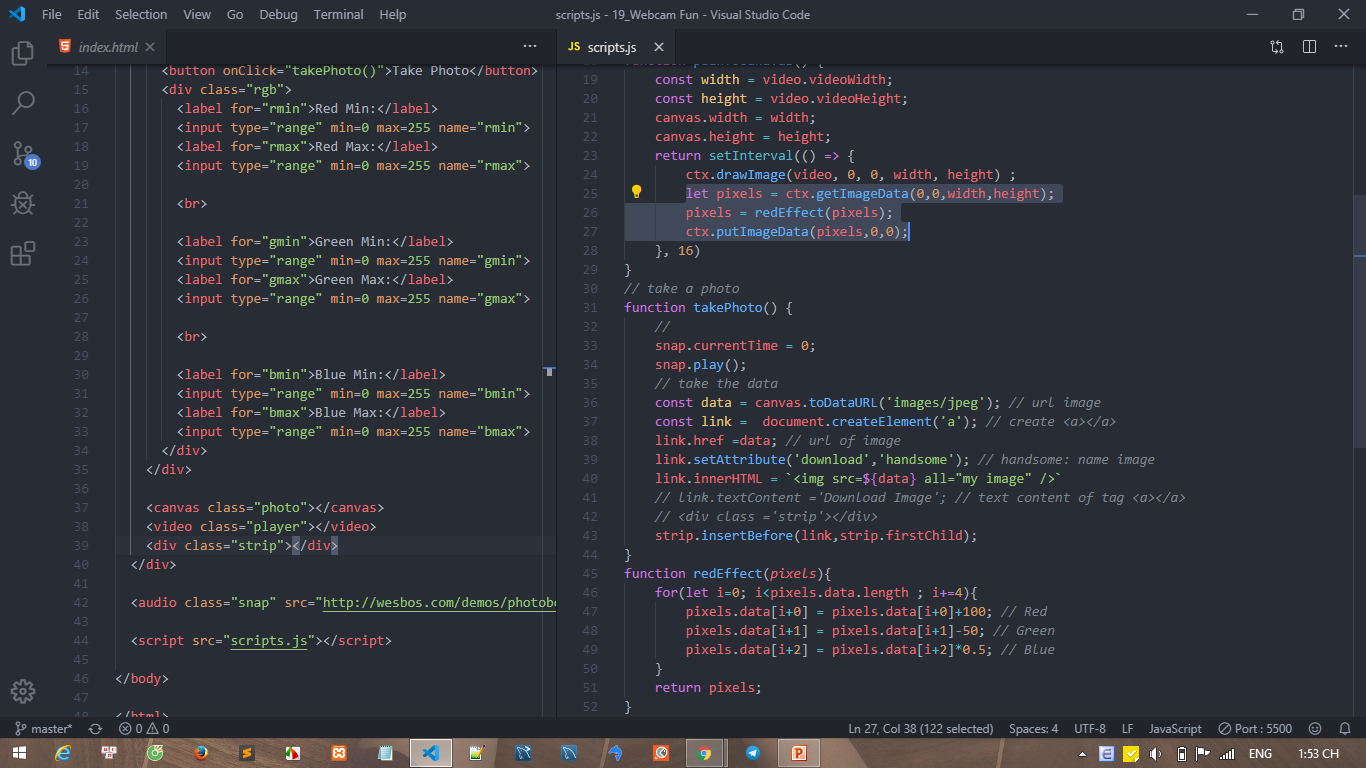 File Edit Selection View Go Debug Terminal Help scripts.js - 19_Webcam Fun - Visual Studio Code
index.html
14 <button onClick="takePhoto()">Take Photo</button>
15 <div class="rgb">
16 <label for="rmin">Red Min:</label>
17 <input type="range" min=0 max=255 name="rmin">
18 <label for="rmax">Red Max:</label>
19 <input type="range" min=0 max=255 name="rmax">
20
21 <br>
22
23 <label for="gmin">Green Min:</label>
24 <input type="range" min=0 max=255 name="gmin">
25 <label for="gmax">Green Max:</label>
26 <input type="range" min=0 max=255 name="gmax">
27
28 <br>
29
30 <label for="bmin">Blue Min:</label>
31 <input type="range" min=0 max=255 name="bmin">
32 <label for="bmax">Blue Max:</label>
33 <input type="range" min=0 max=255 name="bmax">
34 </div>
35 </div>
36
37 <canvas class="photo"></canvas>
38 <video class="player"></video>
39 <div class="strip"></div>
40 </div>
41
42 <audio class="snap" src="http://wesbos.com/demos/photobo
43
44 <script src="scripts.js"></script>
45
46 </body>
47
48 </html>
JS scripts.js
19 const width = video.videoWidth;
20 const height = video.videoHeight;
21 canvas.width = width;
22 canvas.height = height;
23 return setInterval(() => {
24 ctx.drawImage(video, 0, 0, width, height) ;
25 let pixels = ctx.getImageData(0,0,width,height);
26 pixels = redEffect(pixels);
27 ctx.putImageData(pixels,0,0);
28 }, 16)
29 }
30 // take a photo
31 function takePhoto() {
32 //
33 snap.currentTime = 0;
34 snap.play();
35 // take the data
36 const data = canvas.toDataURL('images/jpeg'); // url image
37 const link =  document.createElement('a'); // create <a></a>
38 link.href =data; // url of image
39 link.setAttribute('download','handsome'); // handsome: name image
40 link.innerHTML = `<img src=${data} all="my image" />`
41 // link.textContent ='Download Image'; // text content of tag <a></a>
42 // <div class ='strip'></div>
43 strip.insertBefore(link,strip.firstChild);
44 }
45 function redEffect(pixels){
46 for(let i=0; i<pixels.data.length ; i+=4){
47 pixels.data[i+0] = pixels.data[i+0]+100; // Red
48 pixels.data[i+1] = pixels.data[i+1]-50; // Green
49 pixels.data[i+2] = pixels.data[i+2]*0.5; // Blue
50 }
51 return pixels;
52 }
10
master* 0 0 Ln 27, Col 38 (122 selected) Spaces: 4 UTF-8 LF JavaScript Port : 5500
ENG 1:53 CH